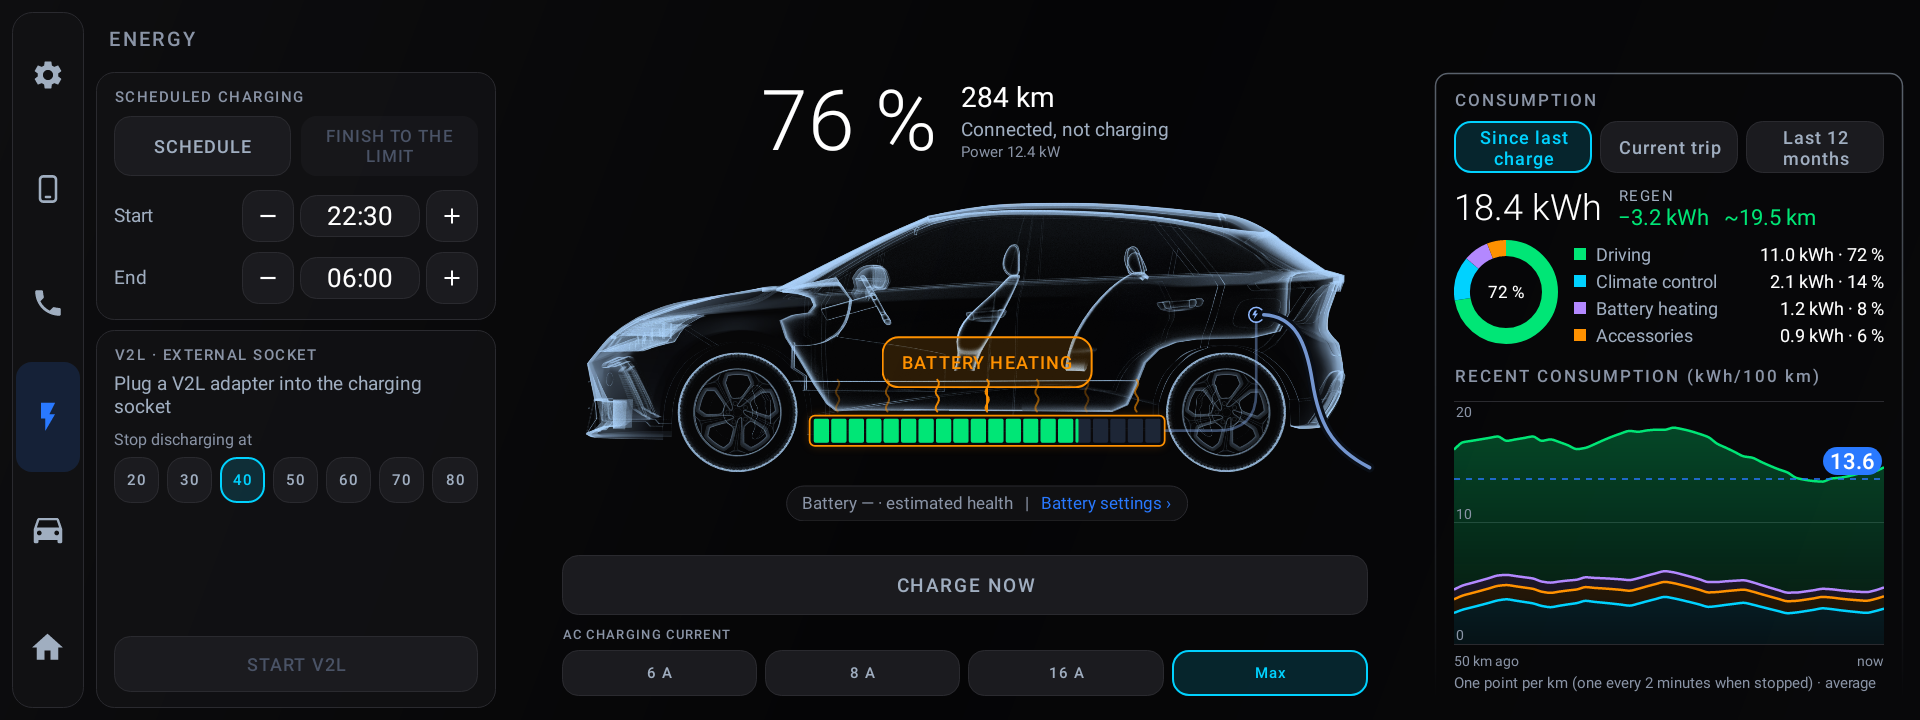 ENERGY
SCHEDULED CHARGING
SCHEDULE
FINISH TO THE
LIMIT
Start
−
22:30
+
End
−
06:00
+
V2L · EXTERNAL SOCKET
Plug a V2L adapter into the charging
socket
Stop discharging at
20 30 40 50 60 70 80
START V2L
76 %
284 km
Connected, not charging
Power 12.4 kW
BATTERY HEATING
Battery — · estimated health | Battery settings ›
CHARGE NOW
AC CHARGING CURRENT
6 A 8 A 16 A Max
CONSUMPTION
Since last
charge
Current trip
Last 12
months
18.4 kWh
REGEN
−3.2 kWh ~19.5 km
72 %
Driving 11.0 kWh · 72 %
Climate control 2.1 kWh · 14 %
Battery heating 1.2 kWh · 8 %
Accessories 0.9 kWh · 6 %
RECENT CONSUMPTION (kWh/100 km)
20
13.6
10
0
50 km ago now
One point per km (one every 2 minutes when stopped) · average